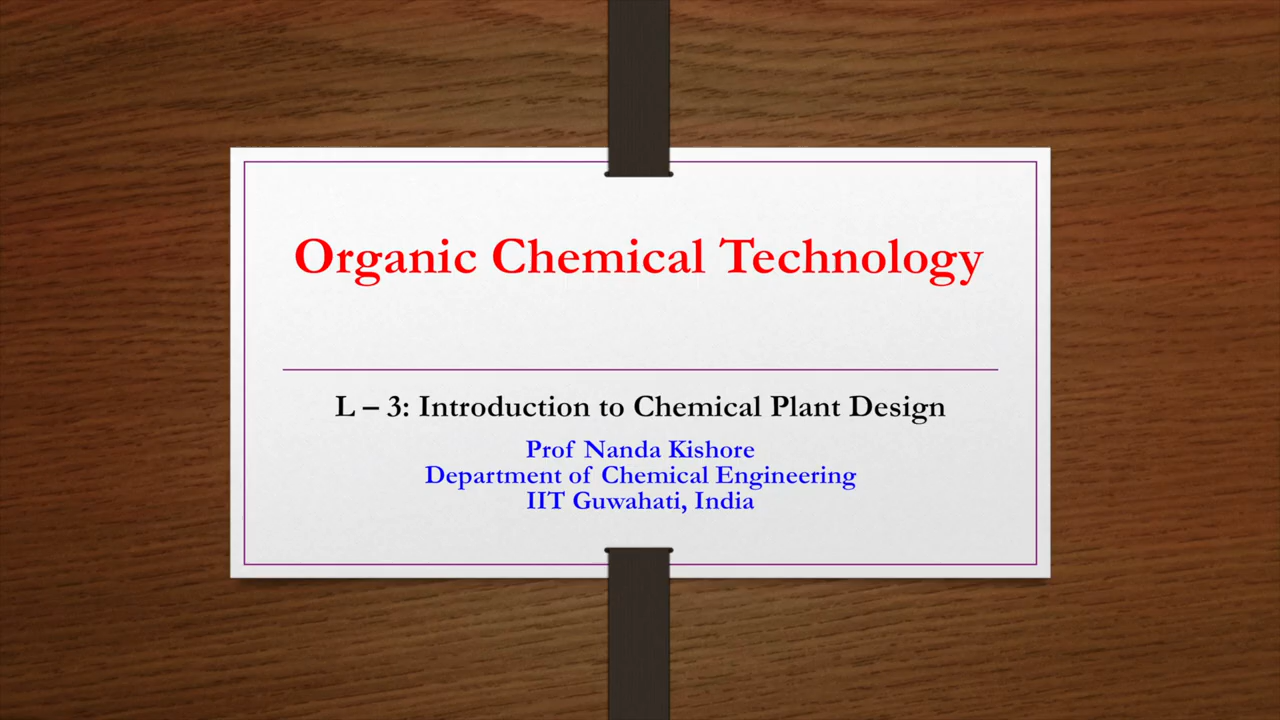 Organic Chemical Technology
L – 3: Introduction to Chemical Plant Design
Prof Nanda Kishore
Department of Chemical Engineering
IIT Guwahati, India